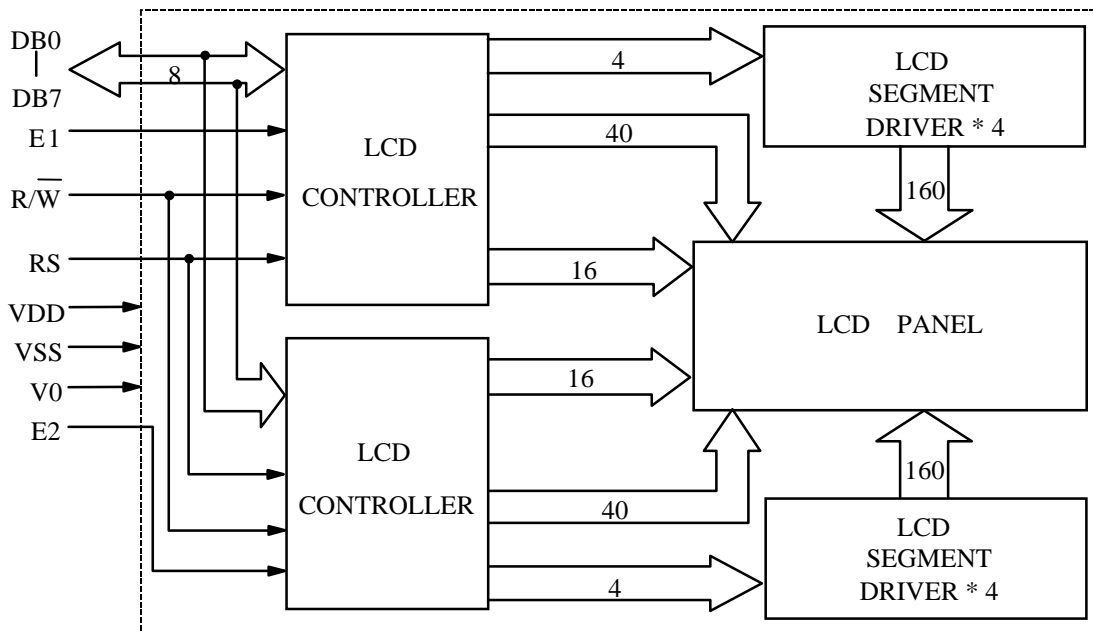 DB0
DB7
8
E1
R/W̅
RS
VDD
VSS
V0
E2
LCD
CONTROLLER
4
40
16
LCD
SEGMENT
DRIVER * 4
160
LCD PANEL
LCD
CONTROLLER
16
40
4
160
LCD
SEGMENT
DRIVER * 4